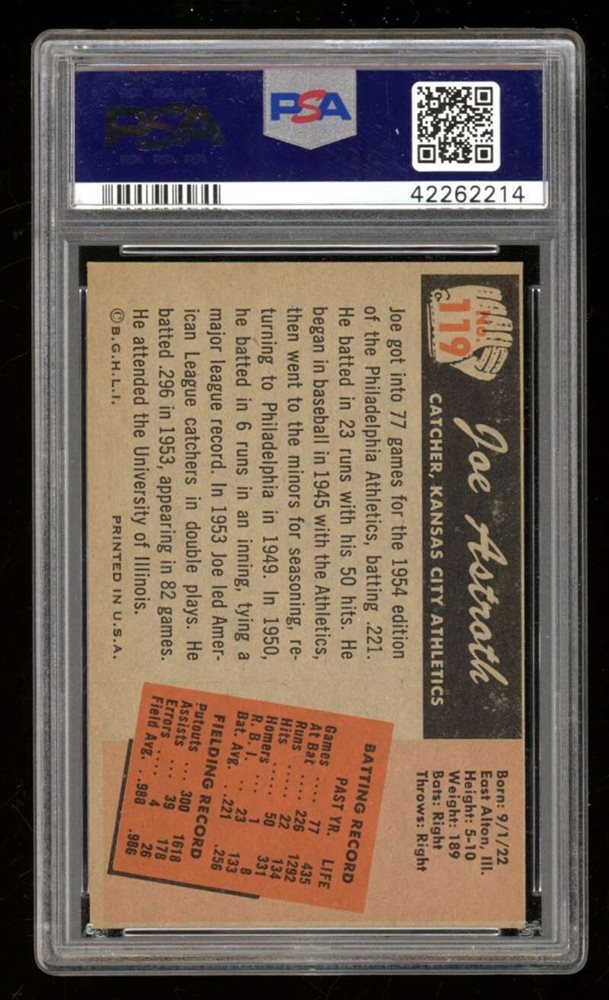 PSA
PSA
42262214
No.
119
Joe Astroth
CATCHER, KANSAS CITY ATHLETICS
Born: 9/1/22
East Alton, Ill.
Height: 5-10
Weight: 189
Bats: Right
Throws: Right
Joe got into 77 games for the 1954 edition
of the Philadelphia Athletics, batting .221.
He batted in 23 runs with his 50 hits. He
began in baseball in 1945 with the Athletics,
then went to the minors for seasoning, re-
turning to Philadelphia in 1949. In 1950,
he batted in 6 runs in an inning, tying a
major league record. In 1953 Joe led Amer-
ican League catchers in double plays. He
batted .296 in 1953, appearing in 82 games.
He attended the University of Illinois.
©B.G.H.L.I. PRINTED IN U.S.A.
BATTING RECORD
PAST YR. LIFE
Games .... 77 435
At Bat .... 226 1292
Runs ..... 22 134
Hits ..... 50 331
Homers .... 1 8
R. B. I. ... 23 133
Bat. Avg. .. .221 .256
FIELDING RECORD
Putouts ... 300 1618
Assists .... 39 178
Errors .... 4 26
Field Avg. . .988 .986